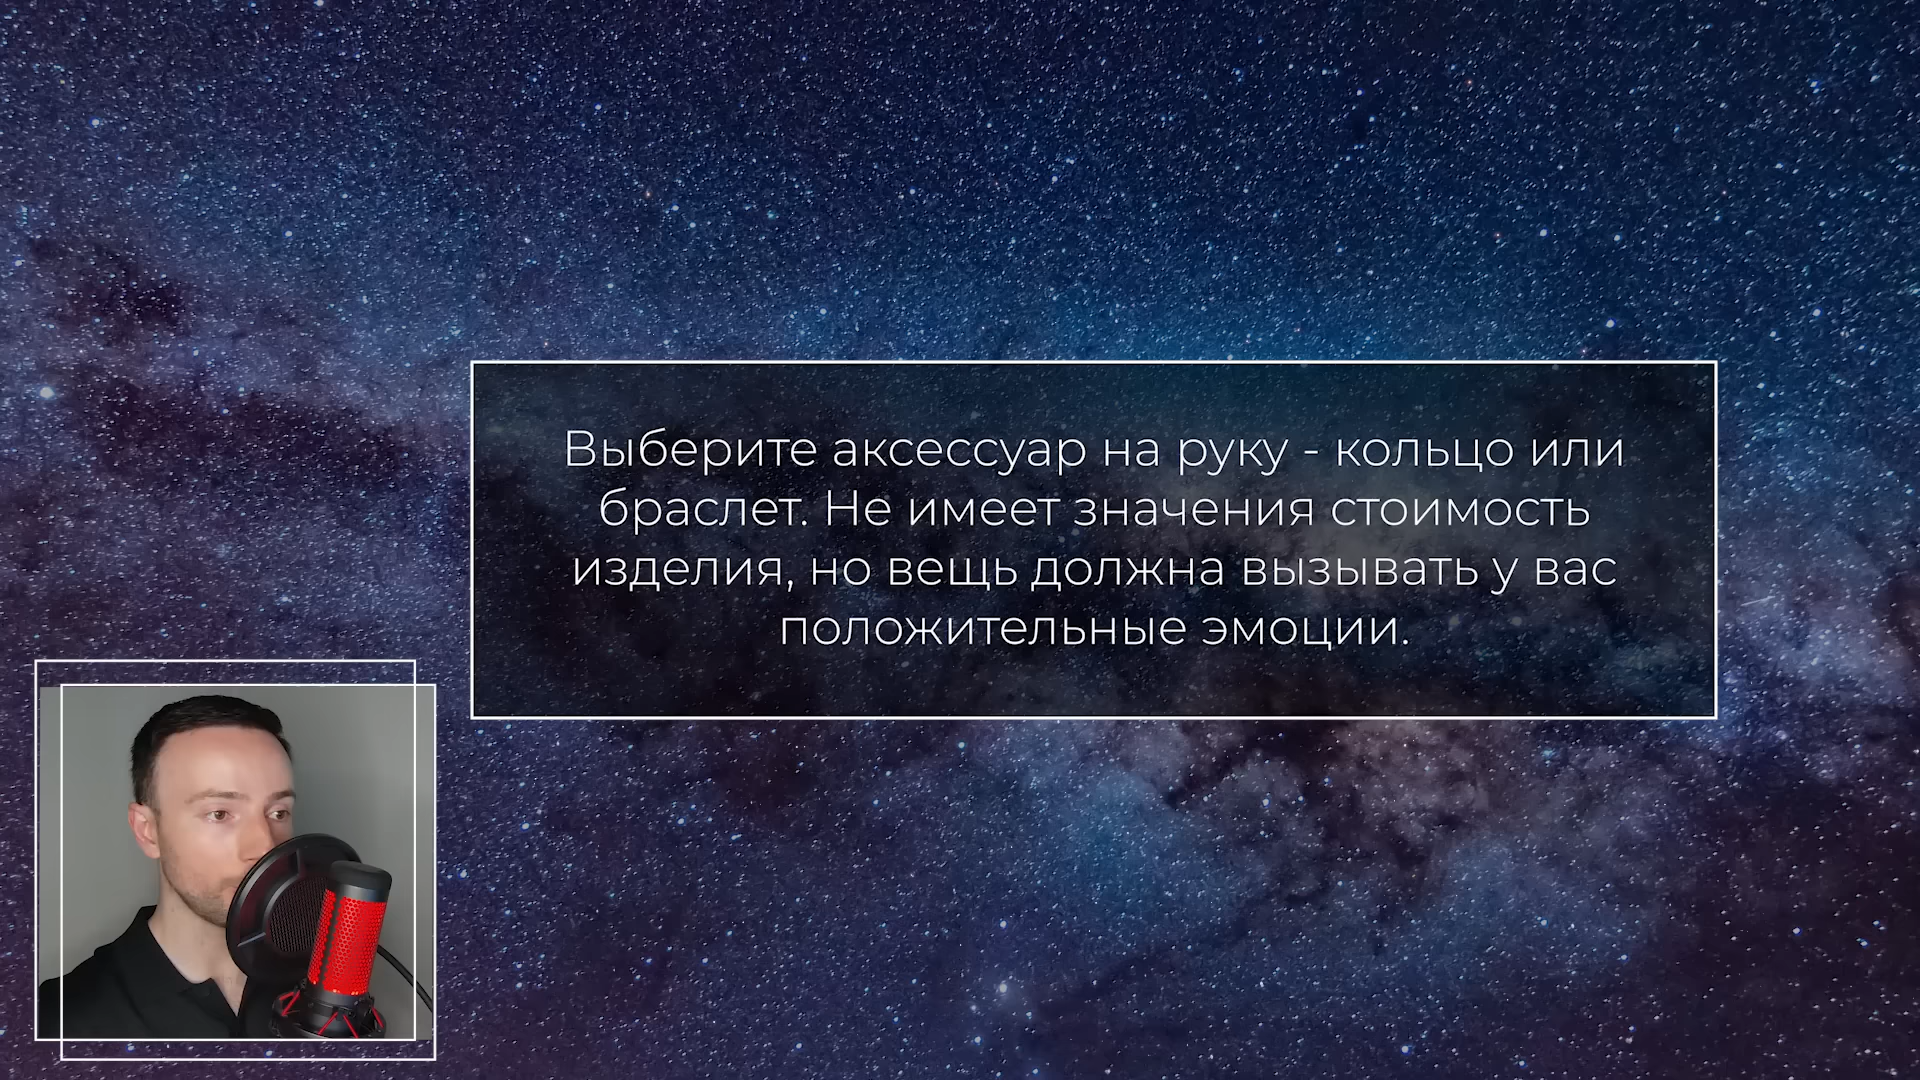 Выберите аксессуар на руку - кольцо или
браслет. Не имеет значения стоимость
изделия, но вещь должна вызывать у вас
положительные эмоции.